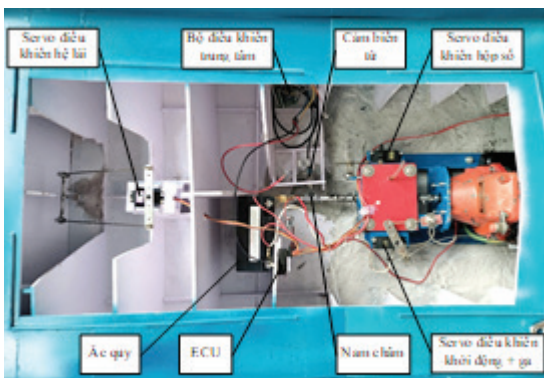 Servo điều
khiển hệ lái
Bộ điều khiển
trung tâm
Cảm biến
từ
Servo điều
khiển hộp số
Ắc quy
ECU
Nam châm
Servo điều khiển
khởi động + ga